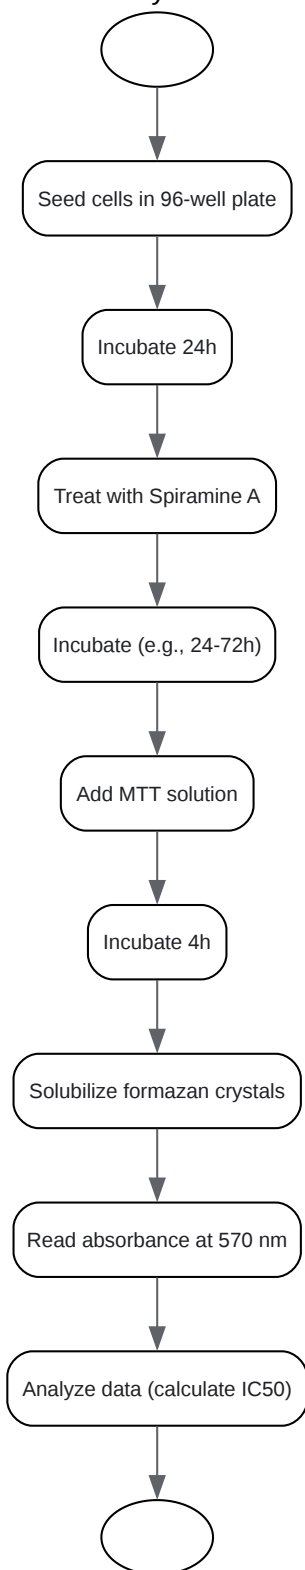 Seed cells in 96-well plate
Incubate 24h
Treat with Spiramine A
Incubate (e.g., 24-72h)
Add MTT solution
Incubate 4h
Solubilize formazan crystals
Read absorbance at 570 nm
Analyze data (calculate IC50)